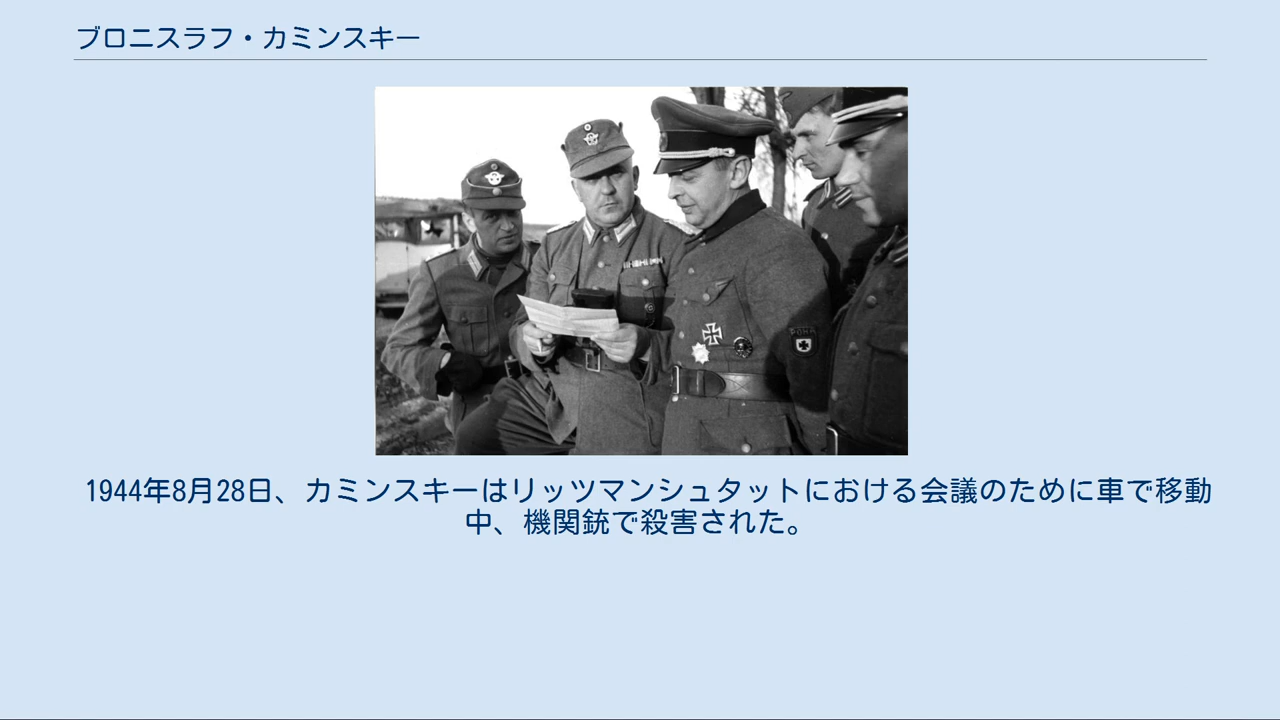 ブロニスラフ・カミンスキー
РОНА
1944年8月28日、カミンスキーはリッツマンシュタットにおける会議のために車で移動
中、機関銃で殺害された。